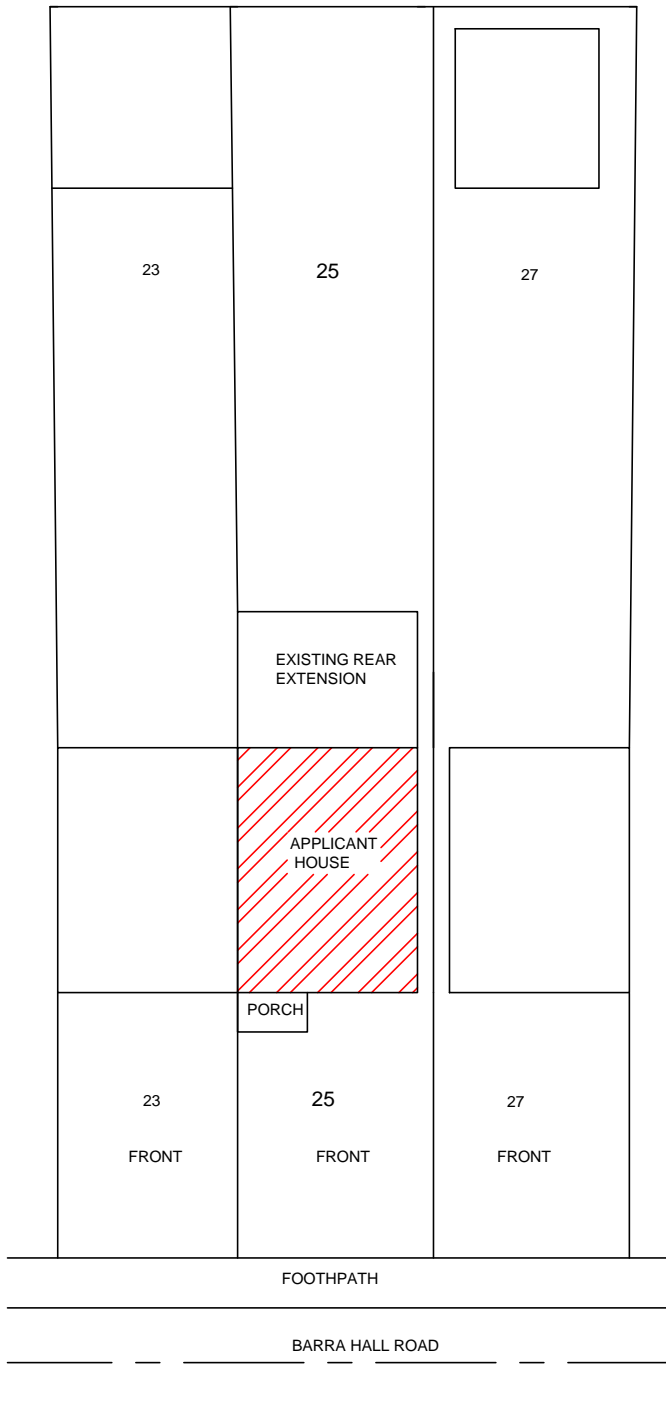 23
25
27
EXISTING REAR
EXTENSION
APPLICANT
HOUSE
PORCH
23
25
27
FRONT
FRONT
FRONT
FOOTHPATH
BARRA HALL ROAD